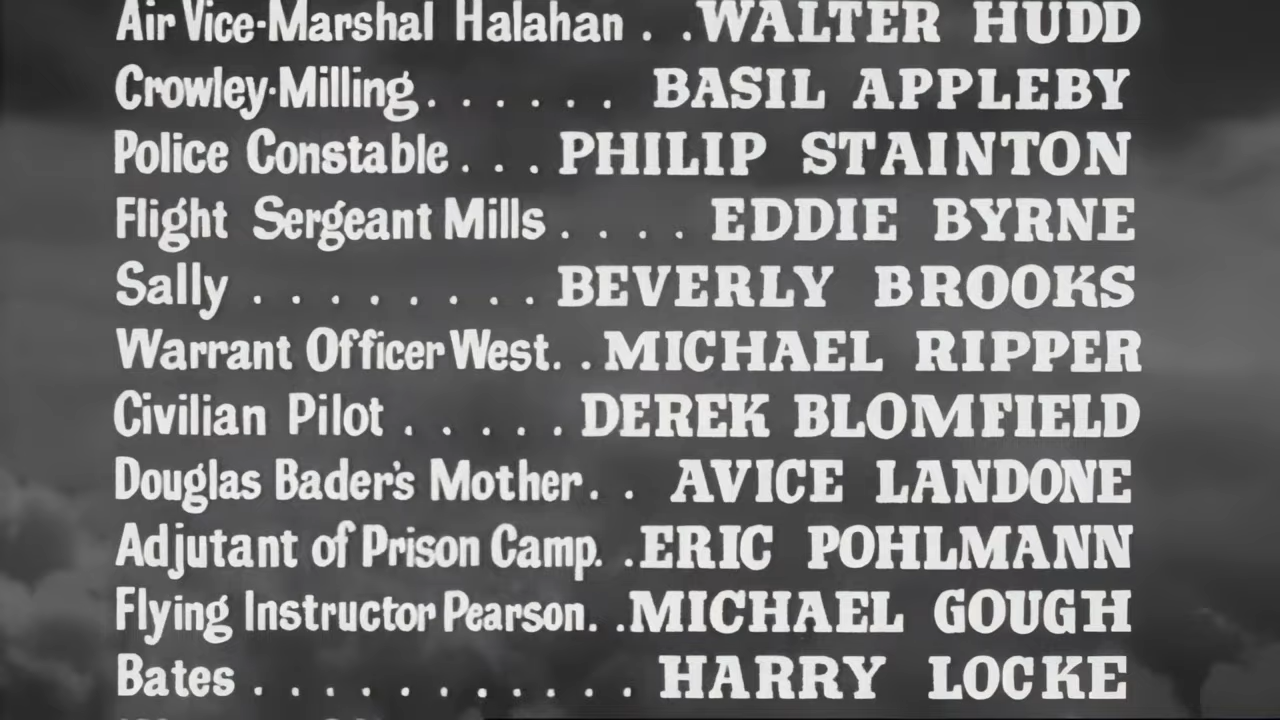 Air Vice-Marshal Halahan . . WALTER HUDD
Crowley-Milling . . . . . . BASIL APPLEBY
Police Constable . . . PHILIP STAINTON
Flight Sergeant Mills . . . . EDDIE BYRNE
Sally . . . . . . . . . BEVERLY BROOKS
Warrant Officer West. . MICHAEL RIPPER
Civilian Pilot . . . . . DEREK BLOMFIELD
Douglas Bader's Mother. . AVICE LANDONE
Adjutant of Prison Camp. . ERIC POHLMANN
Flying Instructor Pearson. . MICHAEL GOUGH
Bates . . . . . . . . . . . HARRY LOCKE